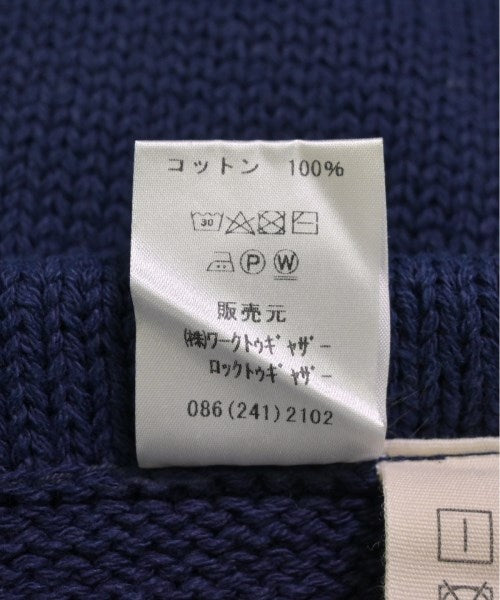 コットン 100%
30
P W
販売元
(株)ワークトゥギャザー
ロックトゥギャザー
086(241)2102